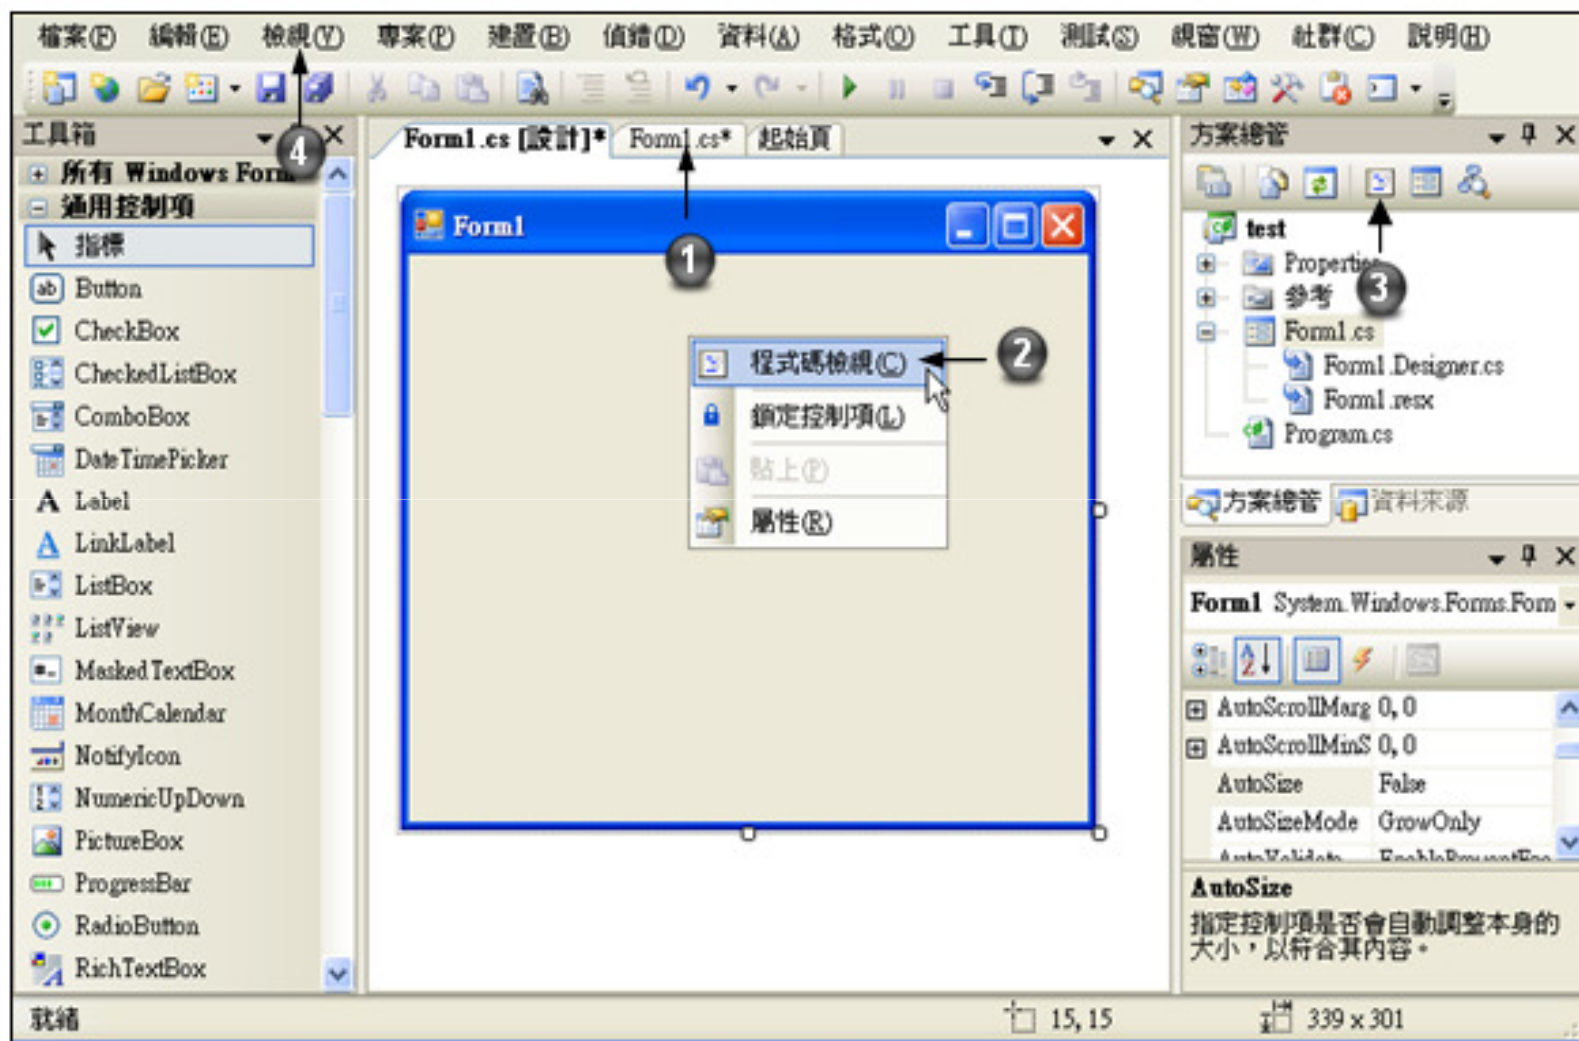 檔案(F) 編輯(E) 檢視(V) 專案(P) 建置(B) 偵錯(D) 資料(A) 格式(O) 工具(T) 測試(S) 視窗(W) 社群(C) 說明(H)
工具箱
4
所有 Windows Form
通用控制項
指標
Button
CheckBox
CheckedListBox
ComboBox
DateTimePicker
Label
LinkLabel
ListBox
ListView
MaskedTextBox
MonthCalendar
NotifyIcon
NumericUpDown
PictureBox
ProgressBar
RadioButton
RichTextBox
Form1.cs [設計]* Form1.cs* 起始頁
Form1
1
程式碼檢視(C)
2
鎖定控制項(L)
貼上(P)
屬性(R)
方案總管
test
Properties
3
參考
Form1.cs
Form1.Designer.cs
Form1.resx
Program.cs
方案總管 資料來源
屬性
Form1 System.Windows.Forms.Form
AutoScrollMarg 0, 0
AutoScrollMinS 0, 0
AutoSize False
AutoSizeMode GrowOnly
AutoSize
指定控制項是否會自動調整本身的
大小，以符合其內容。
就緒
15, 15
339 x 301